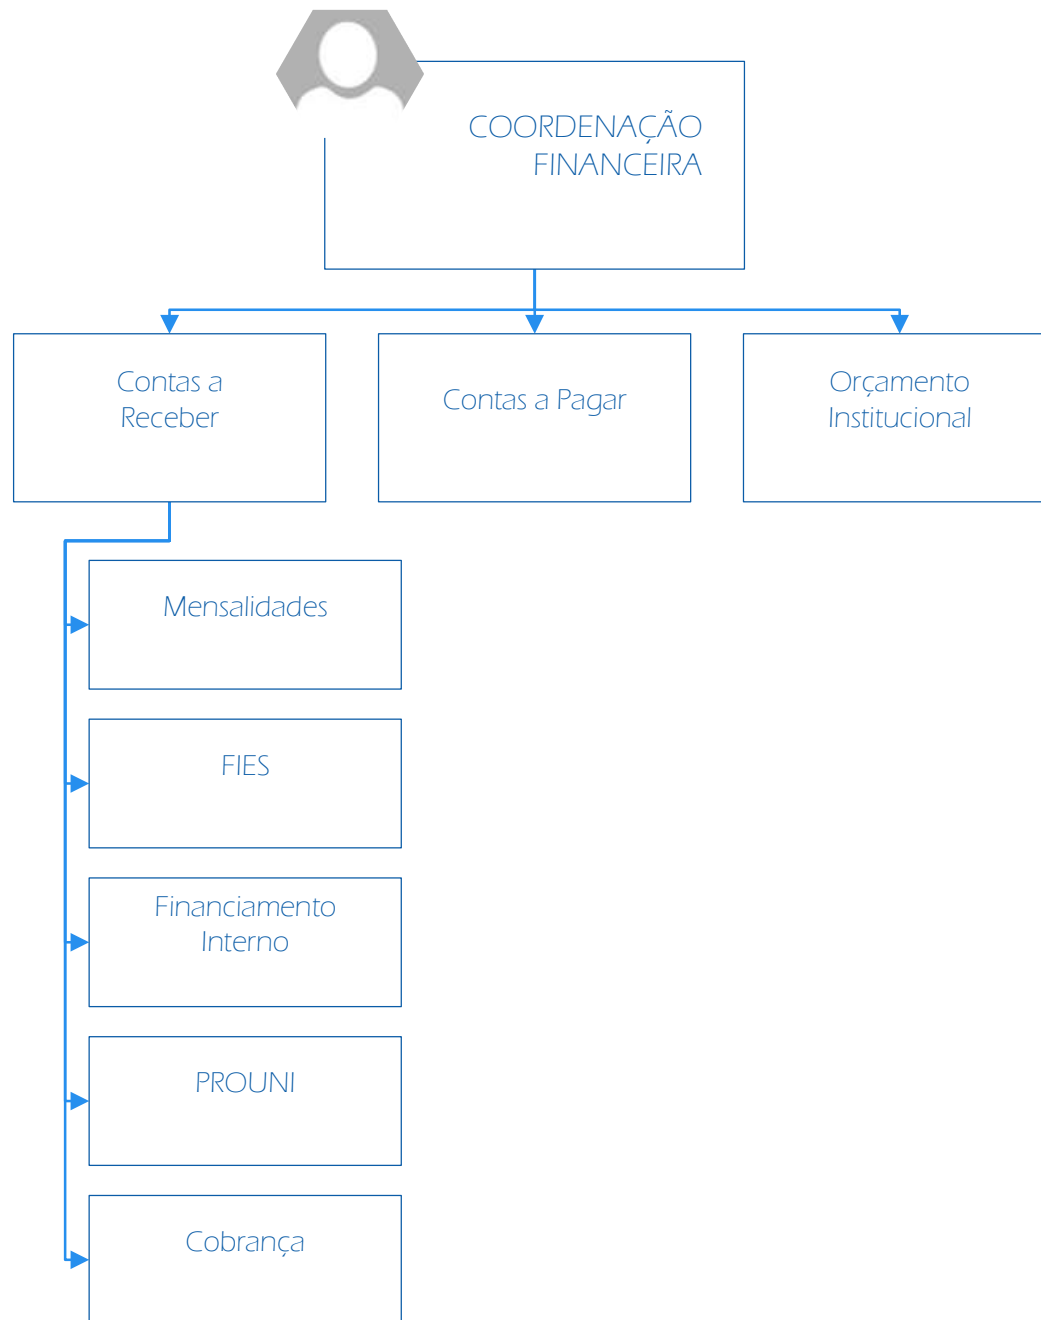 COORDENAÇÃO
FINANCEIRA
Contas a
Receber
Contas a Pagar
Orçamento
Institucional
Mensalidades
FIES
Financiamento
Interno
PROUNI
Cobrança